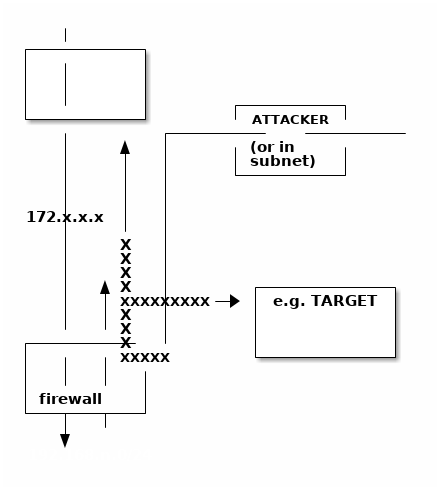 ATTACKER
(or in
subnet)
172.x.x.x
X
X
X
X
xxxxxxxxx
e.g. TARGET
X
X
X
xxxxx
firewall